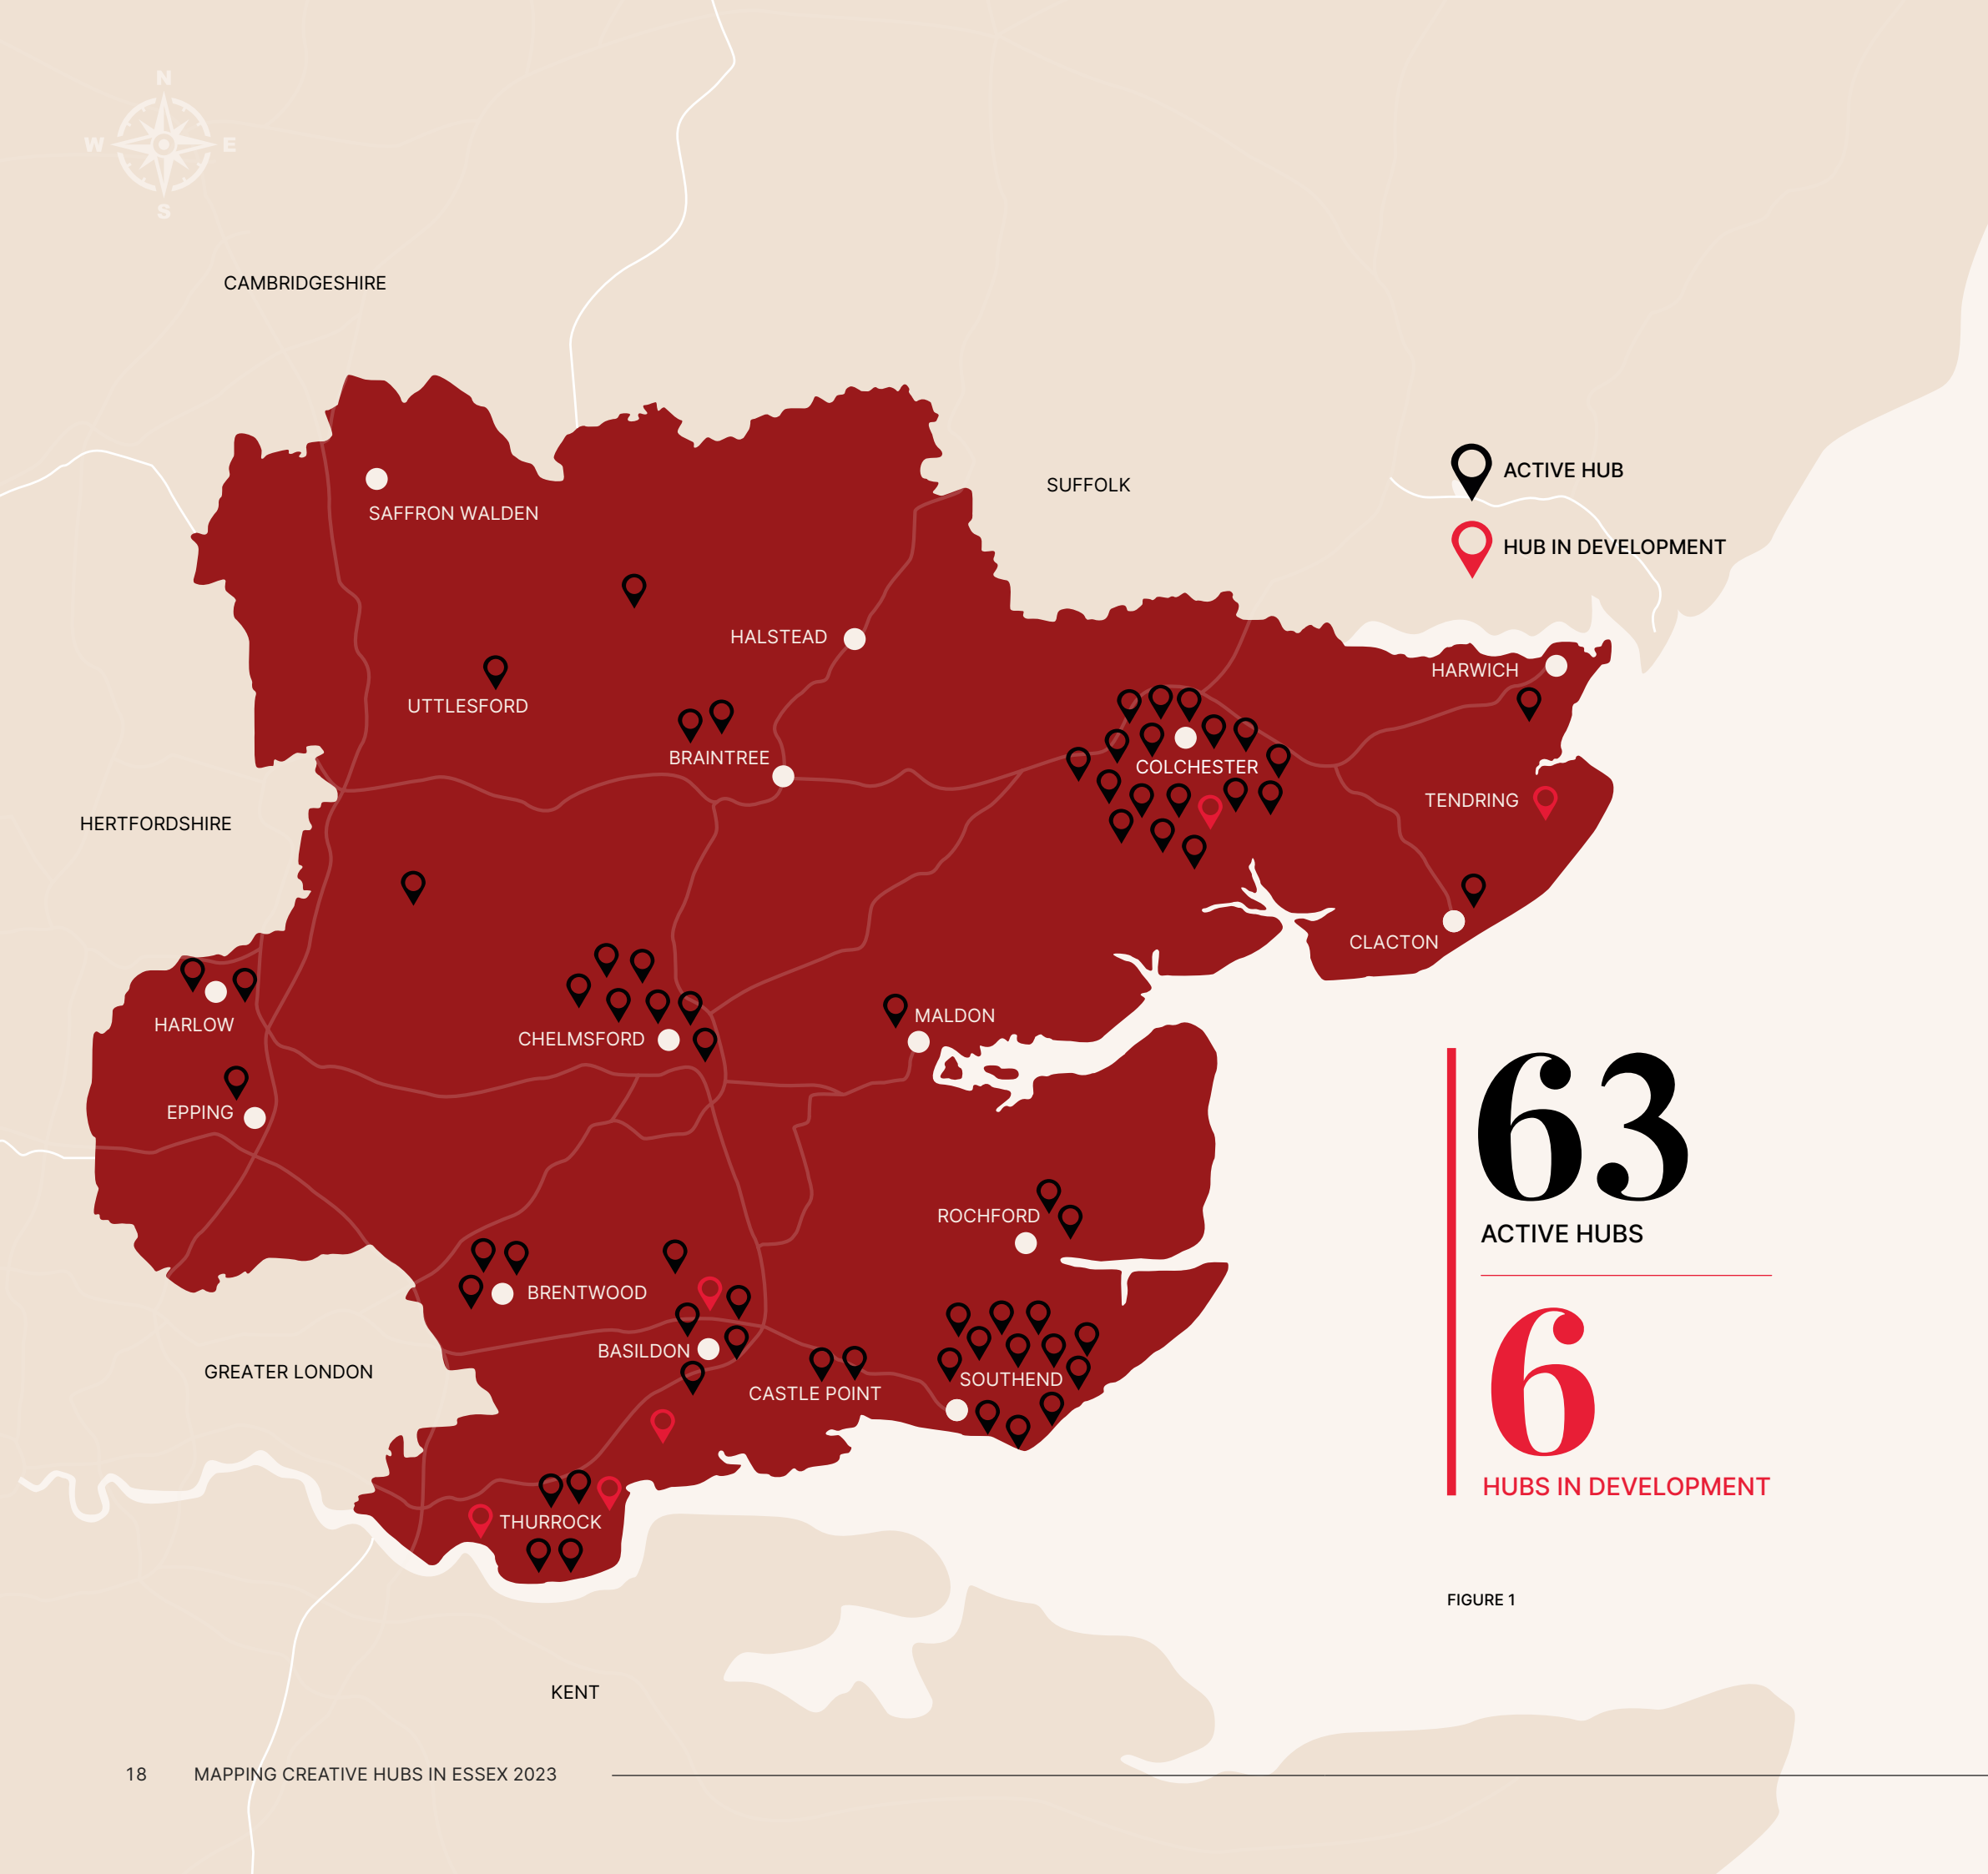 N
W
E
S
CAMBRIDGESHIRE
SUFFOLK
ACTIVE HUB
HUB IN DEVELOPMENT
SAFFRON WALDEN
HALSTEAD
HARWICH
UTTLESFORD
BRAINTREE
COLCHESTER
TENDRING
HERTFORDSHIRE
CLACTON
HARLOW
CHELMSFORD
MALDON
EPPING
63
ACTIVE HUBS
ROCHFORD
BRENTWOOD
BASILDON
GREATER LONDON
CASTLE POINT
SOUTHEND
6
HUBS IN DEVELOPMENT
THURROCK
FIGURE 1
KENT
18 MAPPING CREATIVE HUBS IN ESSEX 2023